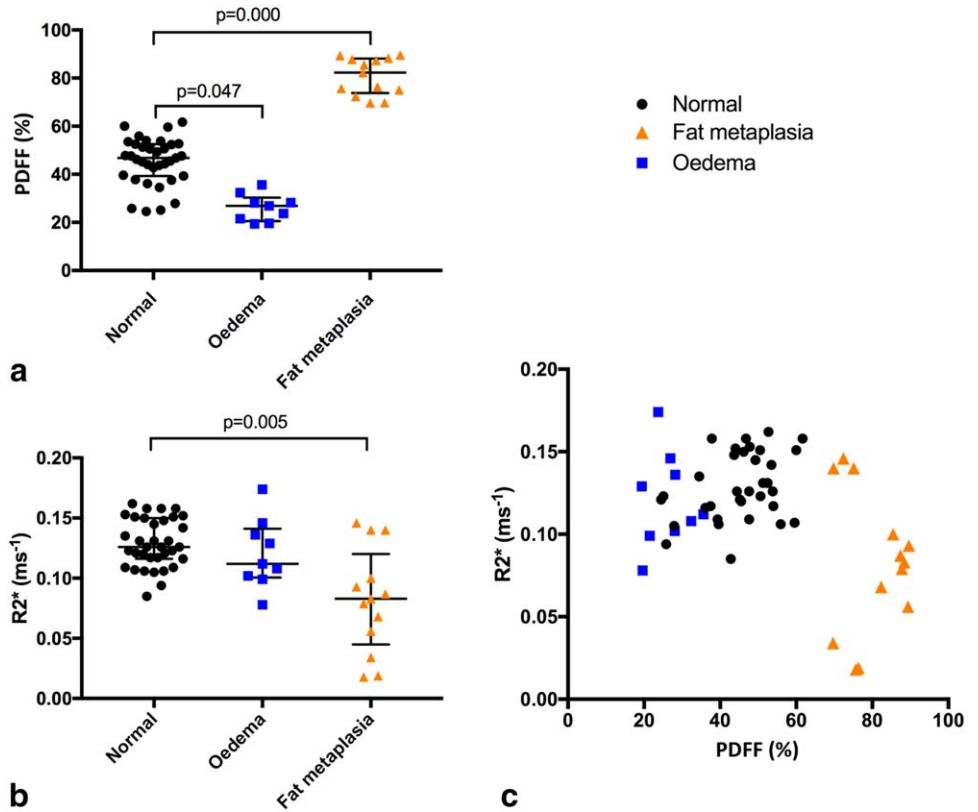 p=0.000
100
p=0.047
80
60
40
20
0
PDFF (%)
Normal
Oedema
Fat metaplasia
a
Normal
Fat metaplasia
Oedema
p=0.005
0.20
0.15
0.10
0.05
0.00
R2* (ms-1)
Normal
Oedema
Fat metaplasia
b
0.20
0.15
0.10
0.05
0.00
R2* (ms-1)
0 20 40 60 80 100
PDFF (%)
c